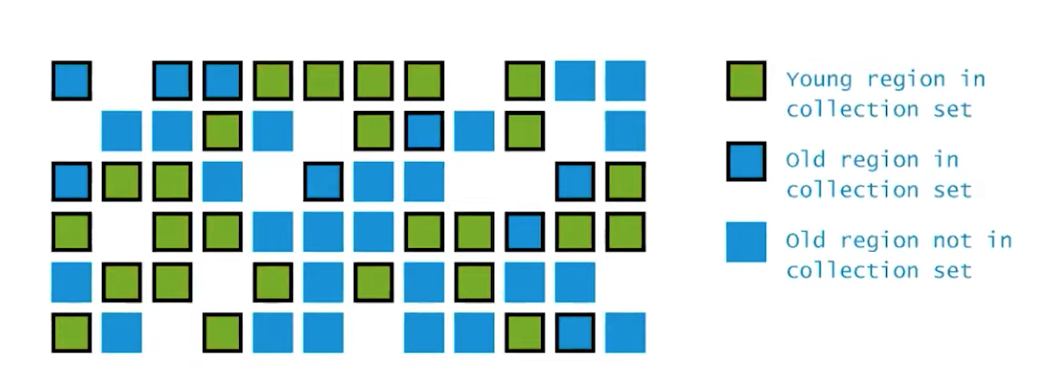 Young region in
collection set
Old region in
collection set
Old region not in
collection set